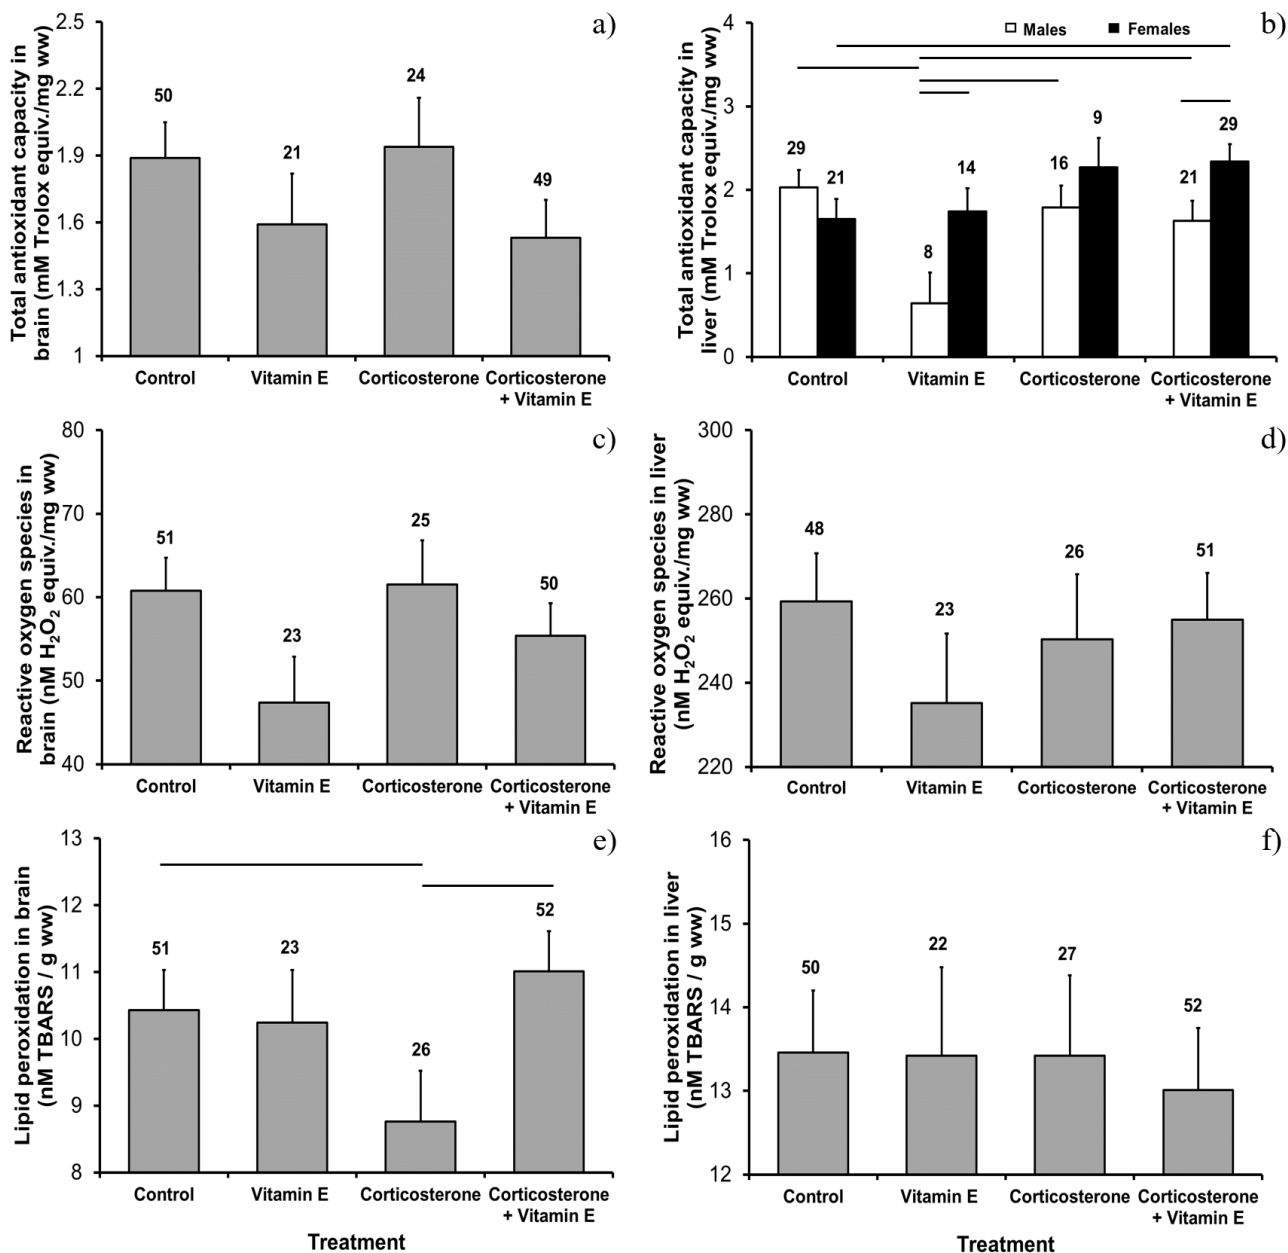 a)
Total antioxidant capacity in
brain (mM Trolox equiv./mg ww)
2.5
2.2
1.9
1.6
1.3
1
50
21
24
49
Control
Vitamin E
Corticosterone
Corticosterone
+ Vitamin E
b)
Males
Females
Total antioxidant capacity in
liver (mM Trolox equiv./mg ww)
4
3
2
1
0
29
21
8
14
16
9
21
29
Control
Vitamin E
Corticosterone
Corticosterone
+ Vitamin E
c)
Reactive oxygen species in
brain (nM H₂O₂ equiv./mg ww)
80
70
60
50
40
51
23
25
50
Control
Vitamin E
Corticosterone
Corticosterone
+ Vitamin E
d)
Reactive oxygen species in liver
(nM H₂O₂ equiv./mg ww)
300
280
260
240
220
48
23
26
51
Control
Vitamin E
Corticosterone
Corticosterone
+ Vitamin E
e)
Lipid peroxidation in brain
(nM TBARS / g ww)
13
12
11
10
9
8
51
23
26
52
Control
Vitamin E
Corticosterone
Corticosterone
+ Vitamin E
Treatment
f)
Lipid peroxidation in liver
(nM TBARS / g ww)
16
15
14
13
12
50
22
27
52
Control
Vitamin E
Corticosterone
Corticosterone
+ Vitamin E
Treatment